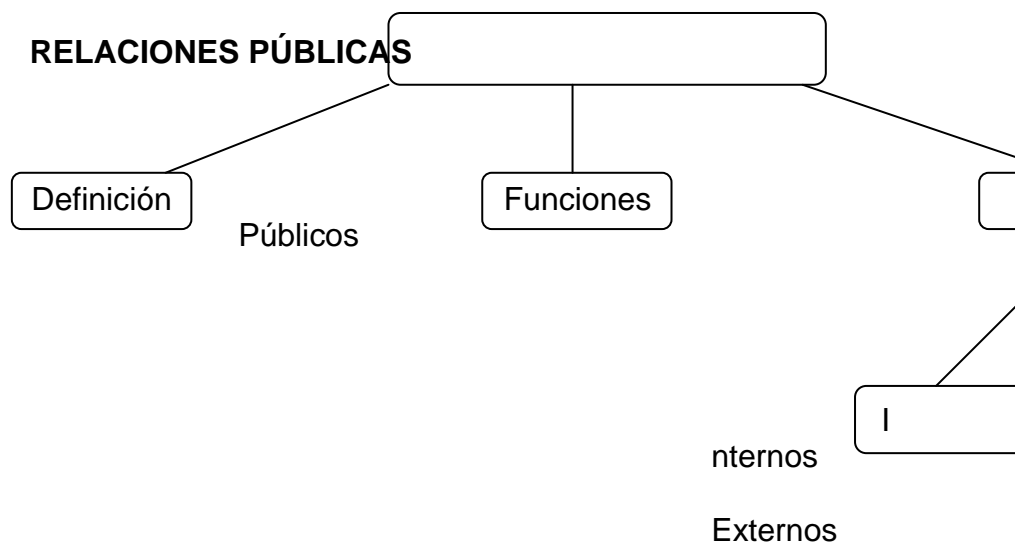 RELACIONES PÚBLICAS
Definición
Funciones
Públicos
I
nternos
Externos